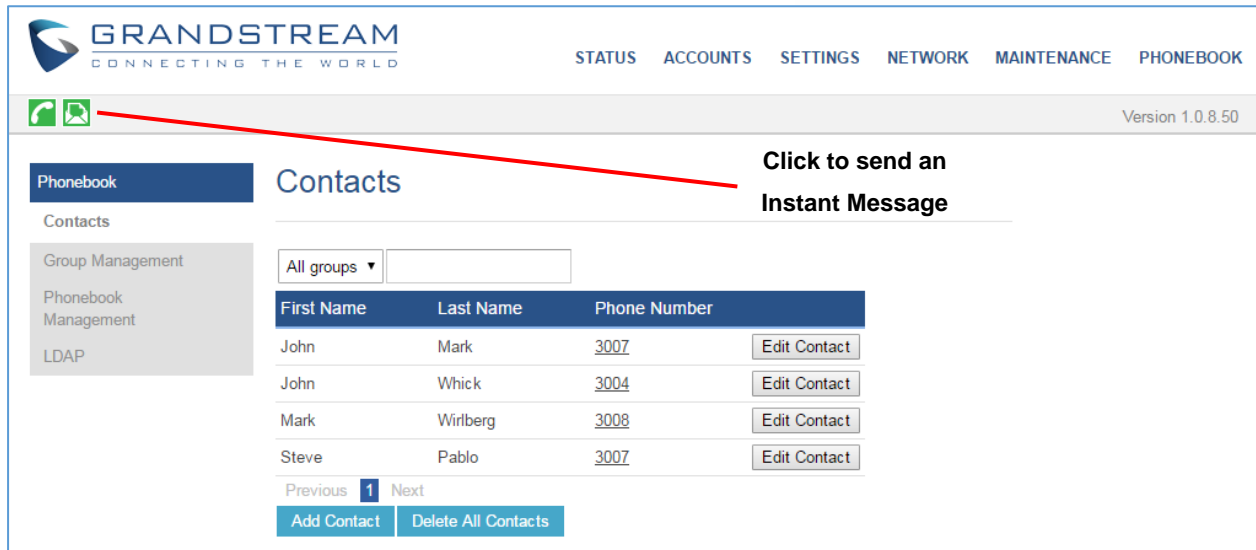 GRANDSTREAM
CONNECTING THE WORLD
STATUS ACCOUNTS SETTINGS NETWORK MAINTENANCE PHONEBOOK
Version 1.0.8.50
Click to send an
Instant Message
Phonebook
Contacts
Group Management
Phonebook
Management
LDAP
Contacts
All groups
First Name Last Name Phone Number
John Mark 3007 Edit Contact
John Whick 3004 Edit Contact
Mark Wirlberg 3008 Edit Contact
Steve Pablo 3007 Edit Contact
Previous 1 Next
Add Contact Delete All Contacts